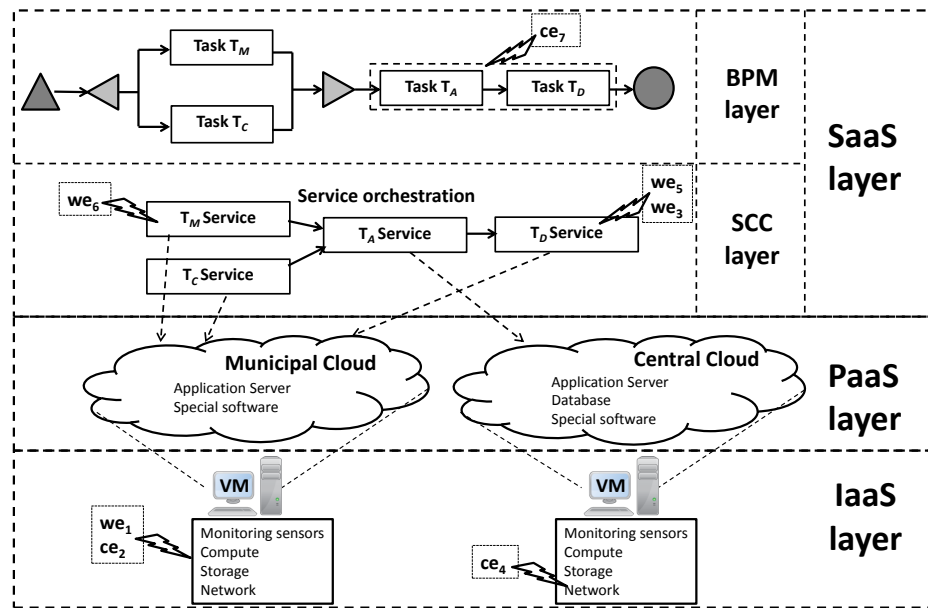 ce7
Task TM
Task TA
Task TD
Task TC
BPM
layer
SaaS
layer
we6
Service orchestration
we5
we3
TM Service
TA Service
TD Service
TC Service
SCC
layer
Municipal Cloud
Application Server
Special software
Central Cloud
Application Server
Database
Special software
PaaS
layer
VM
VM
IaaS
layer
we1
ce2
Monitoring sensors
Compute
Storage
Network
ce4
Monitoring sensors
Compute
Storage
Network